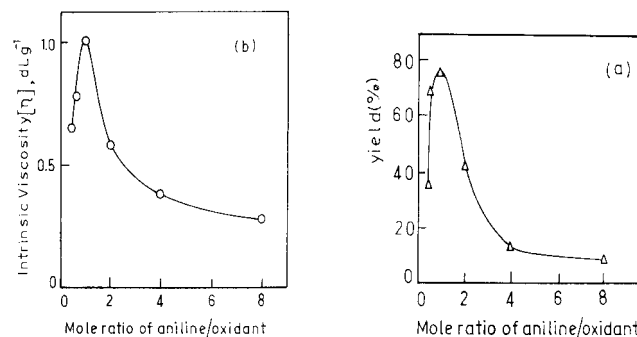 Intrinsic Viscosity[η], dLg⁻¹
1.0
0.5
0
(b)
0 2 4 6 8
Mole ratio of aniline/oxidant
yield(%)
80
60
40
20
0
(a)
0 2 4 6 8
Mole ratio of aniline/oxidant